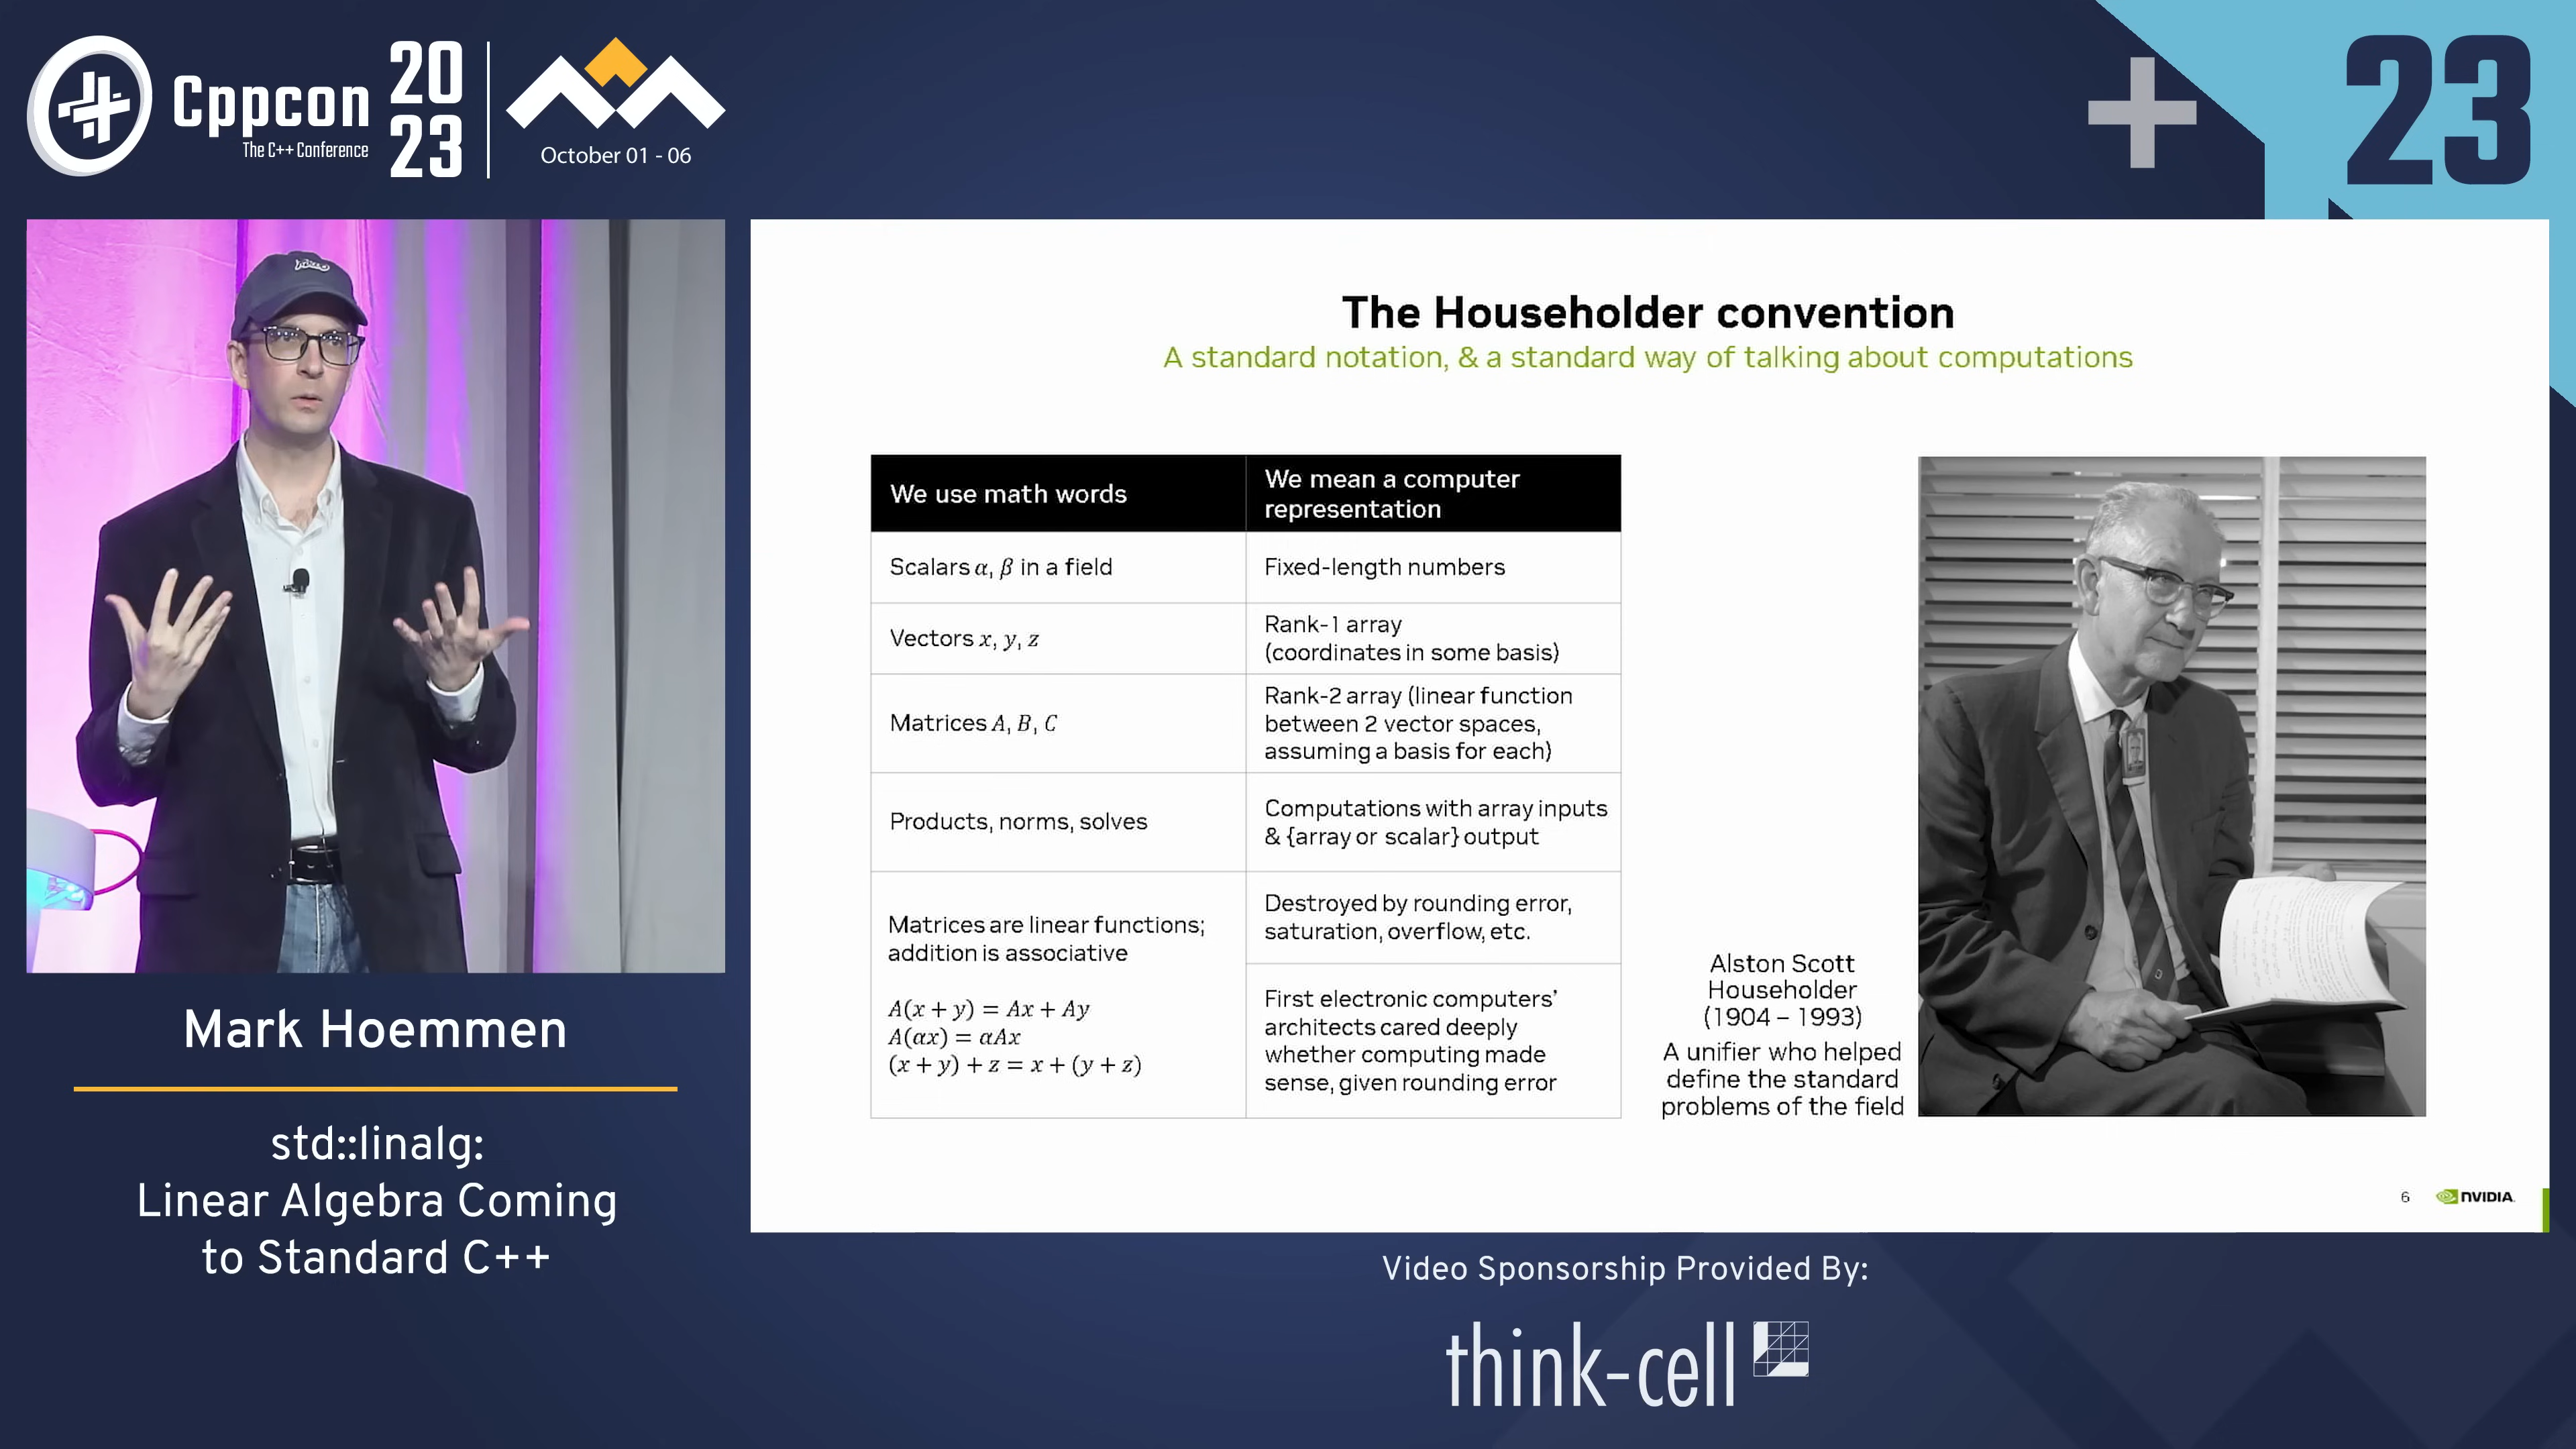 Cppcon
The C++ Conference
20
23
October 01 - 06
23
The Householder convention
A standard notation, & a standard way of talking about computations
We use math words
We mean a computer
representation
Scalars α, β in a field
Fixed-length numbers
Vectors x, y, z
Rank-1 array
(coordinates in some basis)
Matrices A, B, C
Rank-2 array (linear function
between 2 vector spaces,
assuming a basis for each)
Products, norms, solves
Computations with array inputs
& {array or scalar} output
Matrices are linear functions;
addition is associative
A(x + y) = Ax + Ay
A(αx) = αAx
(x + y) + z = x + (y + z)
Destroyed by rounding error,
saturation, overflow, etc.
First electronic computers’
architects cared deeply
whether computing made
sense, given rounding error
Alston Scott
Householder
(1904 – 1993)
A unifier who helped
define the standard
problems of the field
6
NVIDIA.
Mark Hoemmen
std::linalg:
Linear Algebra Coming
to Standard C++
Video Sponsorship Provided By:
think-cell